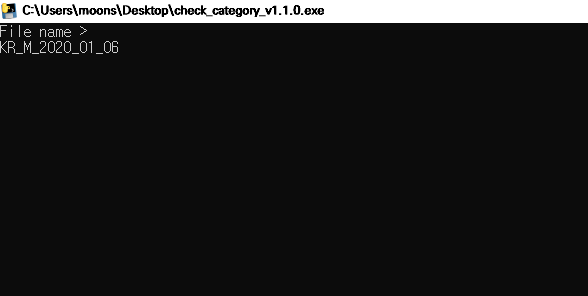 C:\Users\moons\Desktop\check_category_v1.1.0.exe
File name >
KR_M_2020_01_06